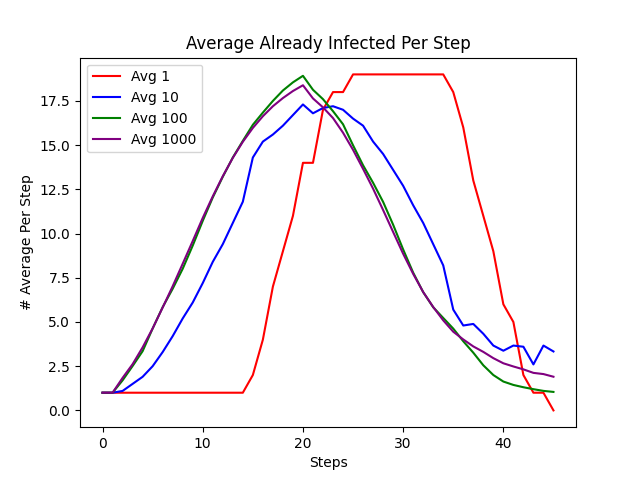 Average Already Infected Per Step
Avg 1
Avg 10
Avg 100
Avg 1000
# Average Per Step
17.5
15.0
12.5
10.0
7.5
5.0
2.5
0.0
0
10
20
30
40
Steps